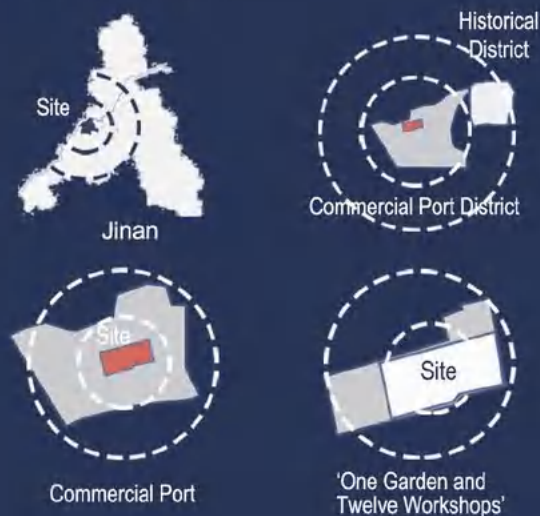 Site
Jinan
Historical
District
Commercial Port District
Site
Commercial Port
Site
'One Garden and
Twelve Workshops'